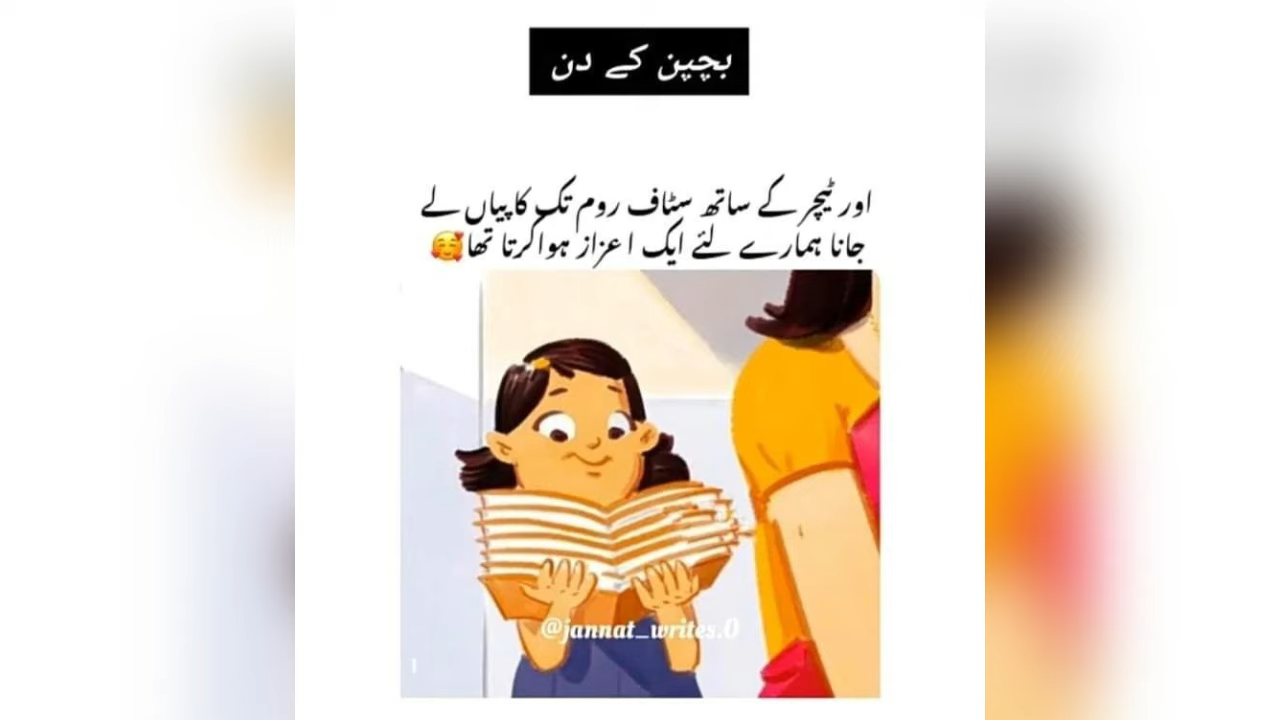 بچپن کے دن
اور ٹیچر کے ساتھ سٹاف روم تک کاپیاں لے
جانا ہمارے لئے ایک اعزاز ہوا کرتا تھا🥰
@jannat_writes.0